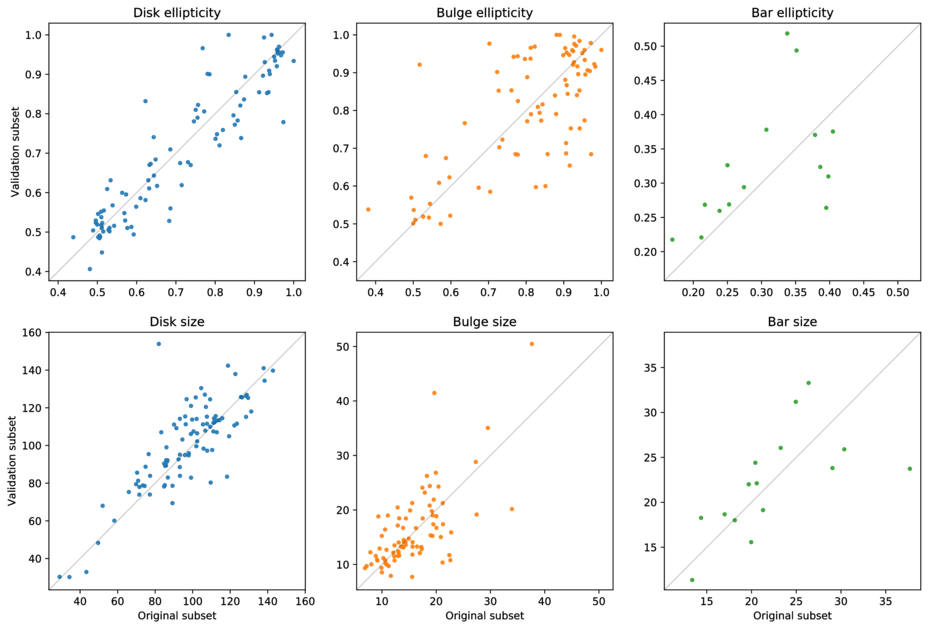 Disk ellipticity
Bulge ellipticity
Bar ellipticity
Validation subset
1.0
0.9
0.8
0.7
0.6
0.5
0.4
0.4 0.5 0.6 0.7 0.8 0.9 1.0
1.0
0.9
0.8
0.7
0.6
0.5
0.4
0.4 0.5 0.6 0.7 0.8 0.9 1.0
0.50
0.45
0.40
0.35
0.30
0.25
0.20
0.20 0.25 0.30 0.35 0.40 0.45 0.50
Disk size
Bulge size
Bar size
Validation subset
160
140
120
100
80
60
40
40 60 80 100 120 140 160
Original subset
50
40
30
20
10
10 20 30 40 50
Original subset
35
30
25
20
15
15 20 25 30 35
Original subset